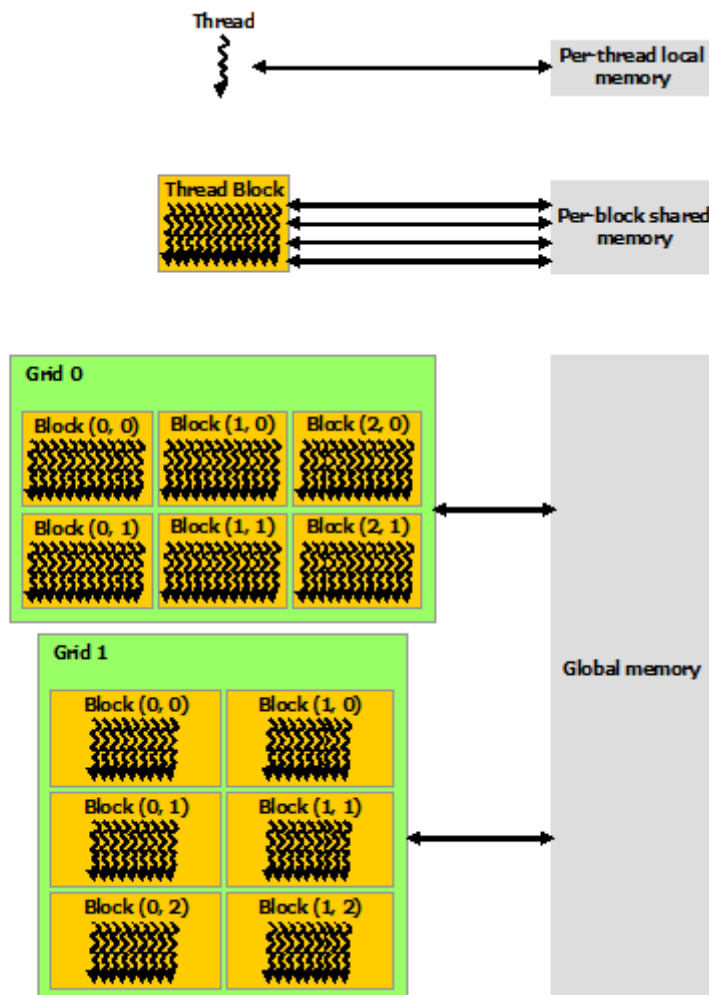 Thread
Per-thread local
memory
Thread Block
Per-block shared
memory
Grid 0
Block (0, 0)
Block (1, 0)
Block (2, 0)
Block (0, 1)
Block (1, 1)
Block (2, 1)
Grid 1
Block (0, 0)
Block (1, 0)
Block (0, 1)
Block (1, 1)
Block (0, 2)
Block (1, 2)
Global memory